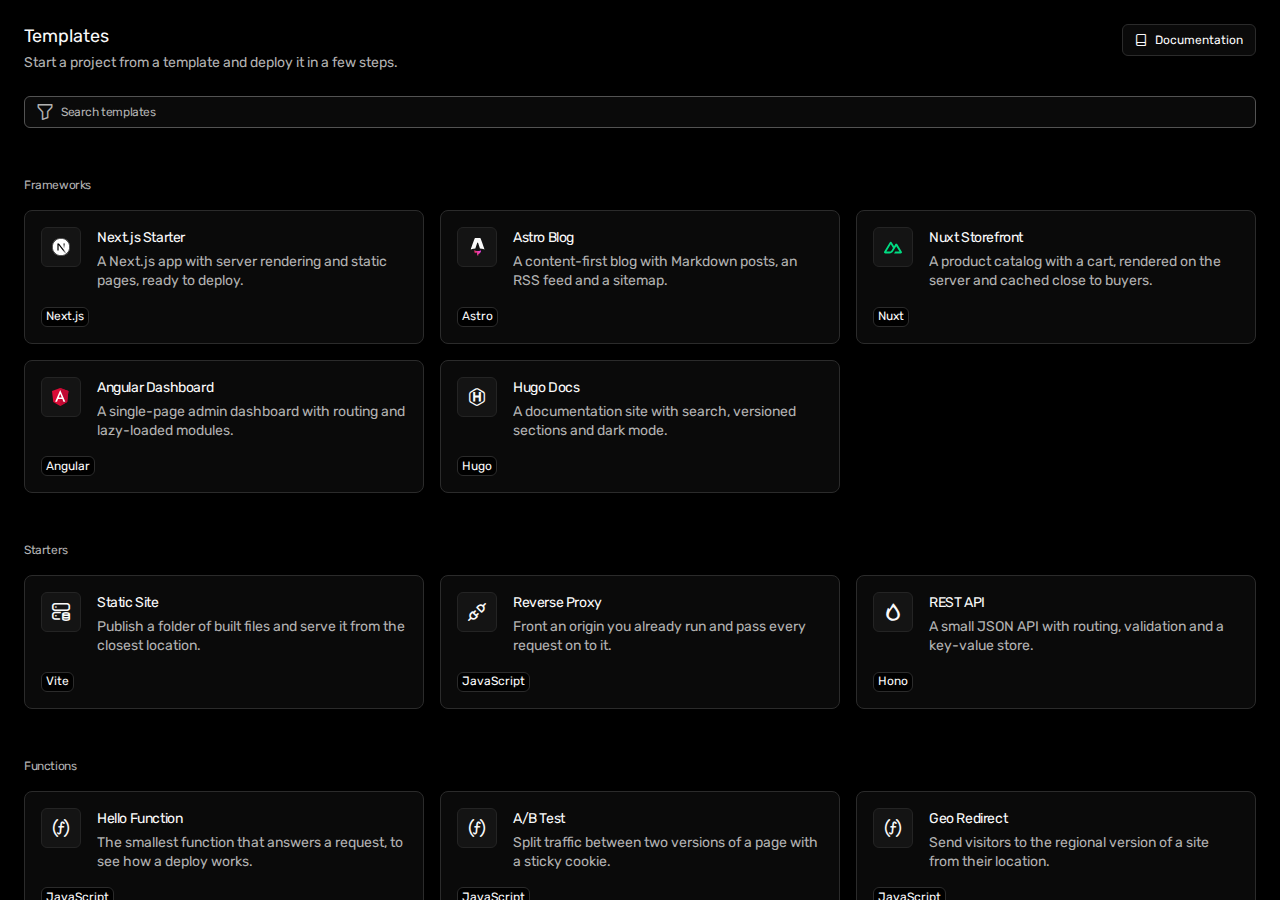 Templates
Start a project from a template and deploy it in a few steps.
Documentation
Search templates
Frameworks
Next.js Starter
A Next.js app with server rendering and static
pages, ready to deploy.
Next.js
Astro Blog
A content-first blog with Markdown posts, an
RSS feed and a sitemap.
Astro
Nuxt Storefront
A product catalog with a cart, rendered on the
server and cached close to buyers.
Nuxt
Angular Dashboard
A single-page admin dashboard with routing and
lazy-loaded modules.
Angular
Hugo Docs
A documentation site with search, versioned
sections and dark mode.
Hugo
Starters
Static Site
Publish a folder of built files and serve it from the
closest location.
Vite
Reverse Proxy
Front an origin you already run and pass every
request on to it.
JavaScript
REST API
A small JSON API with routing, validation and a
key-value store.
Hono
Functions
Hello Function
The smallest function that answers a request, to
see how a deploy works.
JavaScript
A/B Test
Split traffic between two versions of a page with
a sticky cookie.
JavaScript
Geo Redirect
Send visitors to the regional version of a site
from their location.
JavaScript